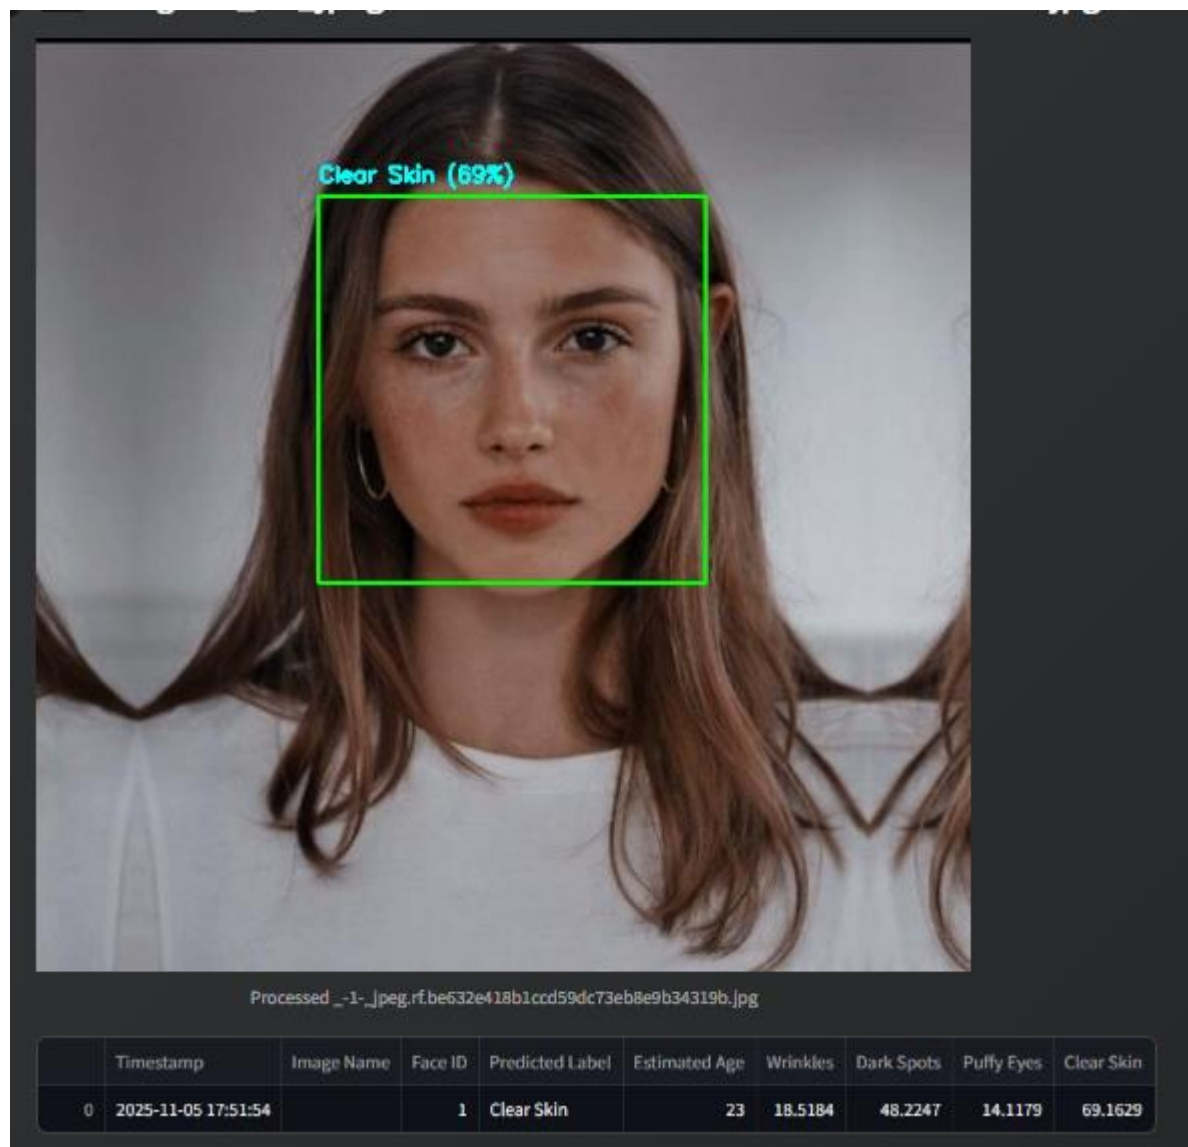 Clear Skin (69%)
Processed _-1-_jpeg.rf.be632e418b1ccd59dc73eb8e9b34319b.jpg
Timestamp Image Name Face ID Predicted Label Estimated Age Wrinkles Dark Spots Puffy Eyes Clear Skin
0 2025-11-05 17:51:54 1 Clear Skin 23 18.5184 48.2247 14.1179 69.1629